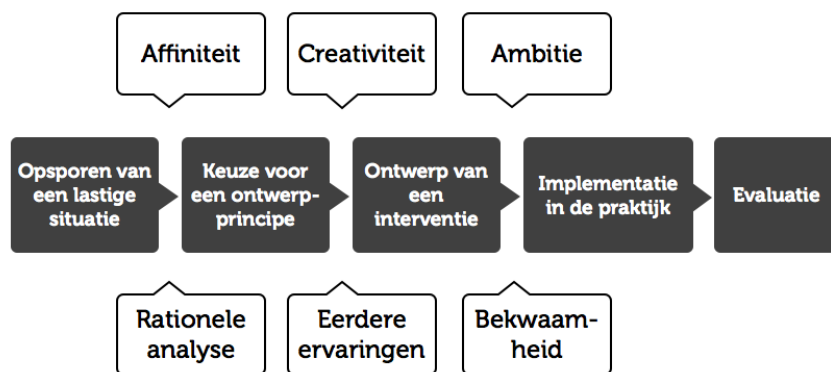 Affiniteit
Creativiteit
Ambitie
Opsporen van
een lastige
situatie
Keuze voor
een ontwerp-
principe
Ontwerp van
een
interventie
Implementatie
in de praktijk
Evaluatie
Rationele
analyse
Eerdere
ervaringen
Bekwaam-
heid